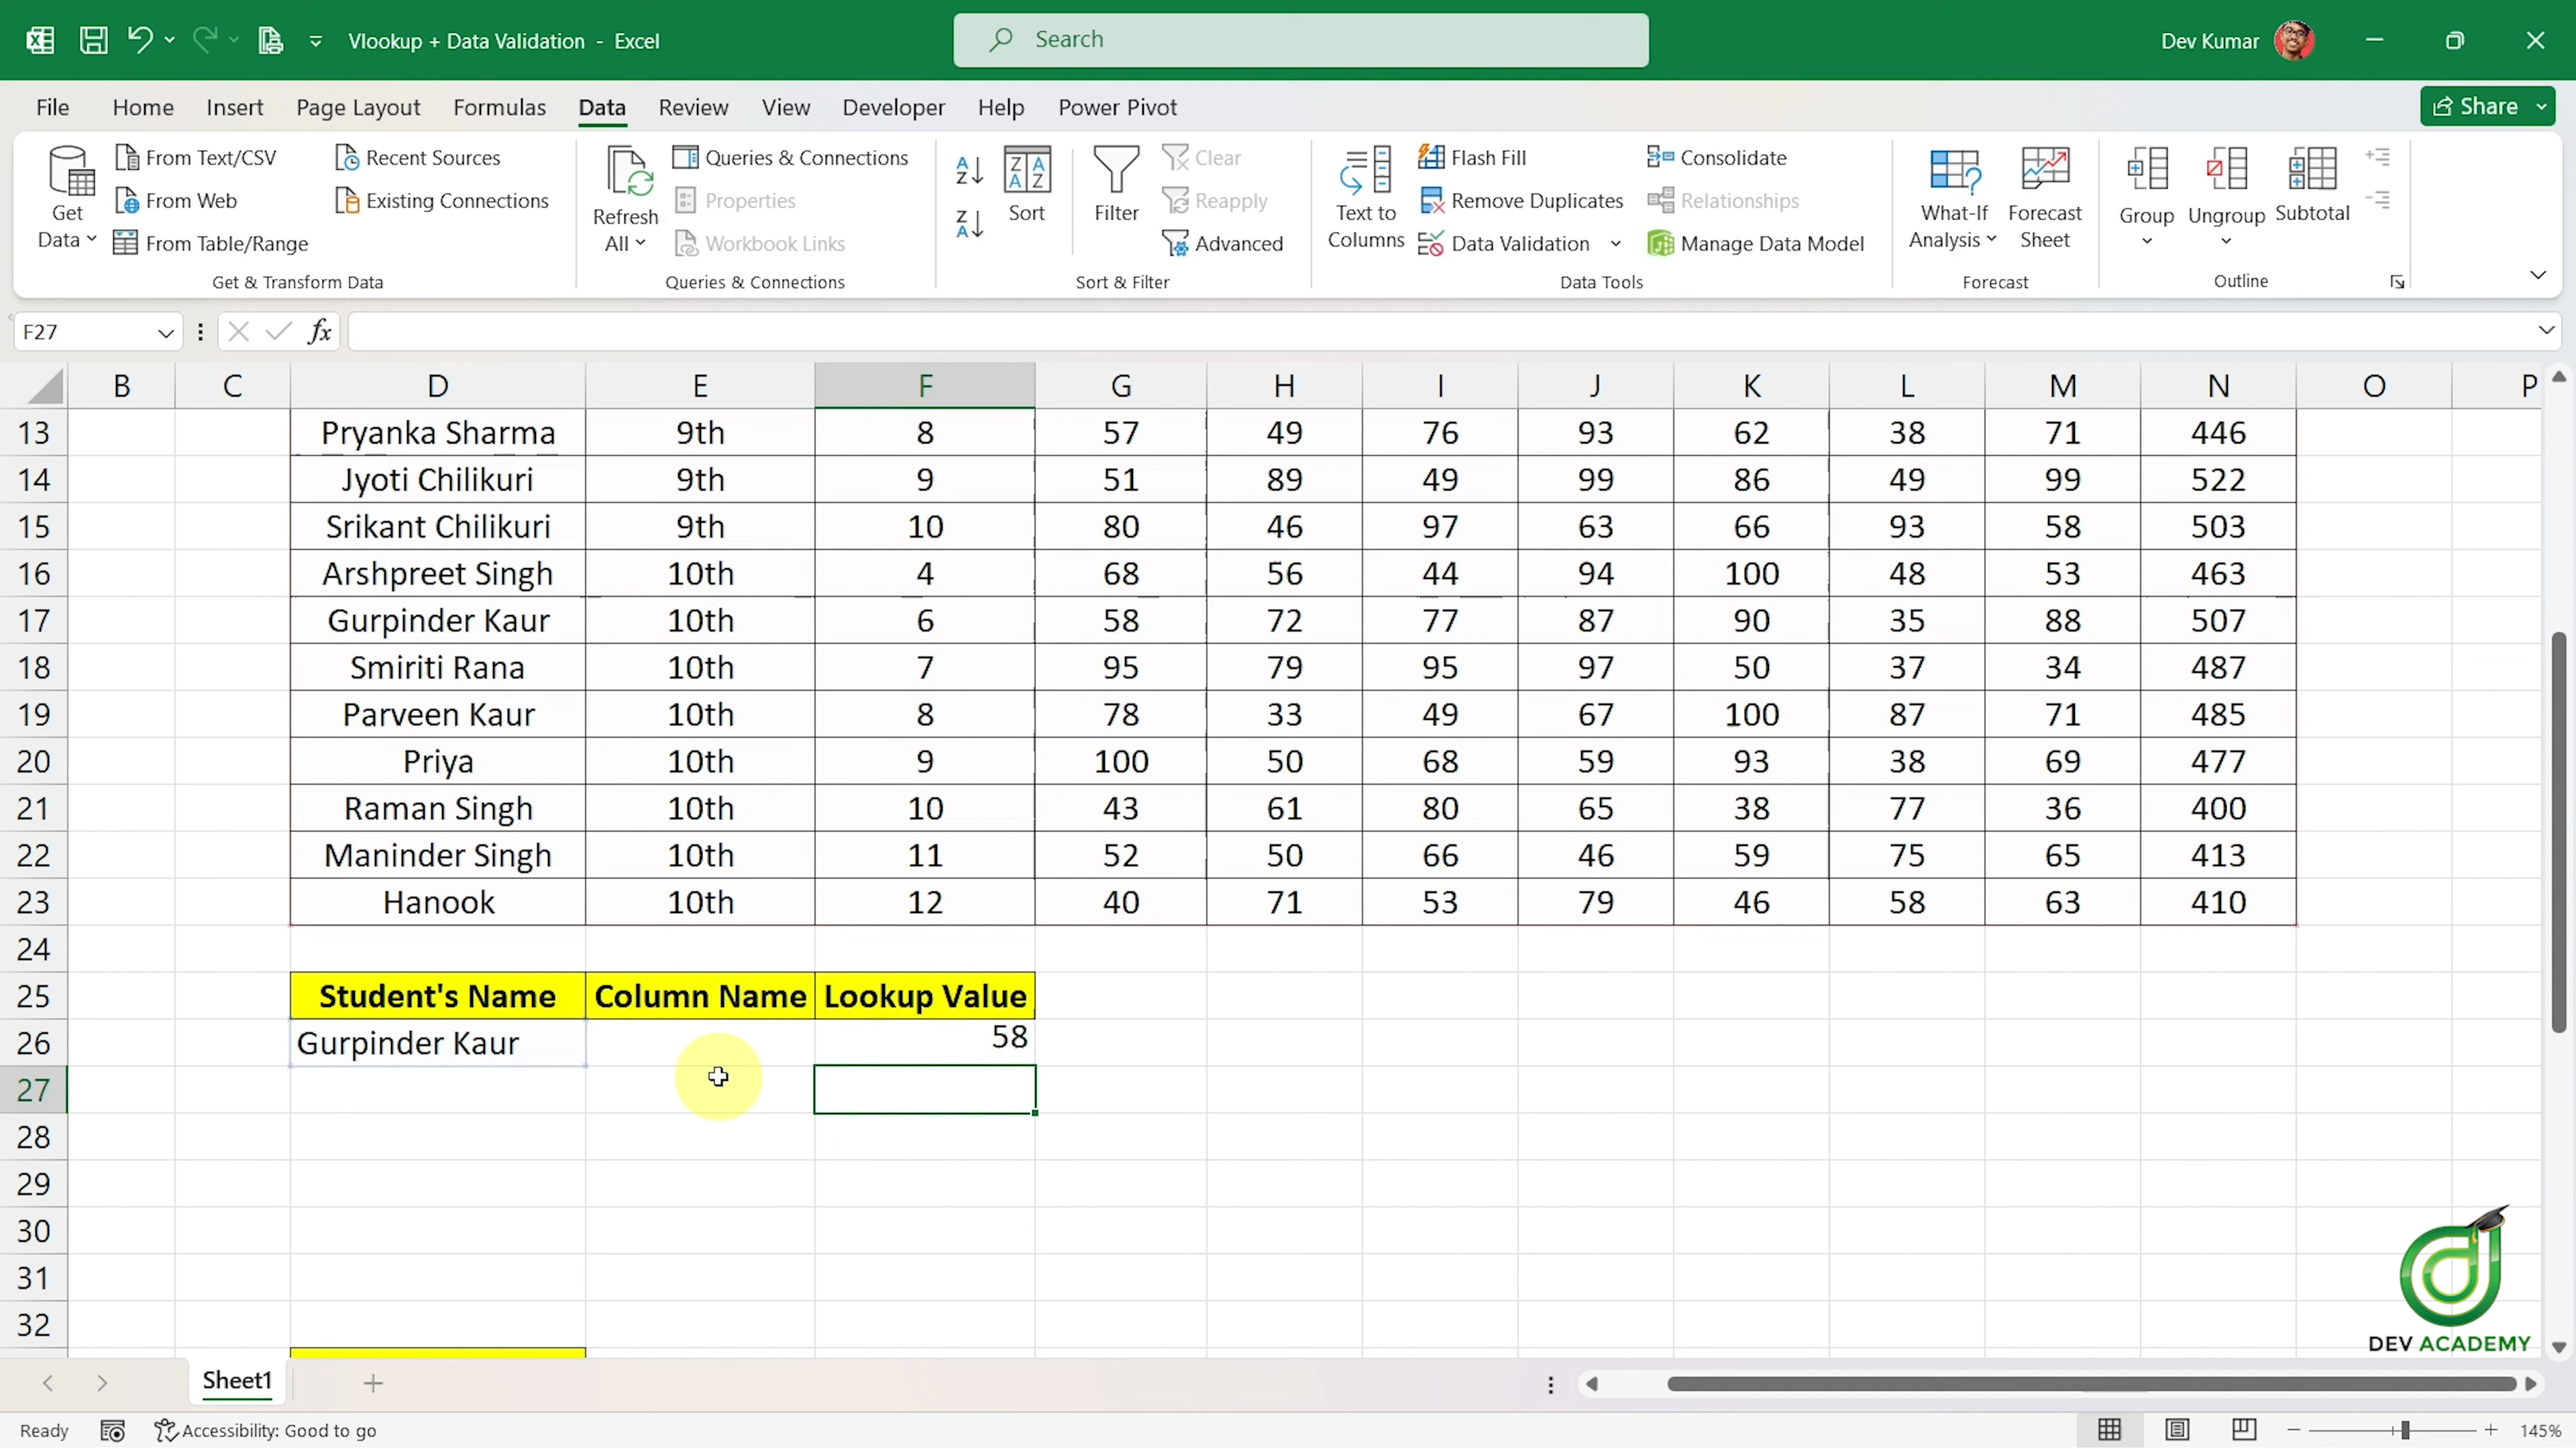 Vlookup + Data Validation - Excel
Search
Dev Kumar
File Home Insert Page Layout Formulas Data Review View Developer Help Power Pivot
Share
Get Data
From Text/CSV
From Web
From Table/Range
Recent Sources
Existing Connections
Get & Transform Data
Refresh All
Queries & Connections
Properties
Workbook Links
Queries & Connections
Sort
Filter
Clear
Reapply
Advanced
Sort & Filter
Text to Columns
Flash Fill
Remove Duplicates
Data Validation
Consolidate
Relationships
Manage Data Model
Data Tools
What-If Analysis
Forecast Sheet
Forecast
Group
Ungroup
Subtotal
Outline
F27
fx
B C D E F G H I J K L M N O P
13 Pryanka Sharma 9th 8 57 49 76 93 62 38 71 446
14 Jyoti Chilikuri 9th 9 51 89 49 99 86 49 99 522
15 Srikant Chilikuri 9th 10 80 46 97 63 66 93 58 503
16 Arshpreet Singh 10th 4 68 56 44 94 100 48 53 463
17 Gurpinder Kaur 10th 6 58 72 77 87 90 35 88 507
18 Smiriti Rana 10th 7 95 79 95 97 50 37 34 487
19 Parveen Kaur 10th 8 78 33 49 67 100 87 71 485
20 Priya 10th 9 100 50 68 59 93 38 69 477
21 Raman Singh 10th 10 43 61 80 65 38 77 36 400
22 Maninder Singh 10th 11 52 50 66 46 59 75 65 413
23 Hanook 10th 12 40 71 53 79 46 58 63 410
24
25 Student's Name Column Name Lookup Value
26 Gurpinder Kaur 58
27
28
29
30
31
32
DEV ACADEMY
Sheet1
Ready
Accessibility: Good to go
145%